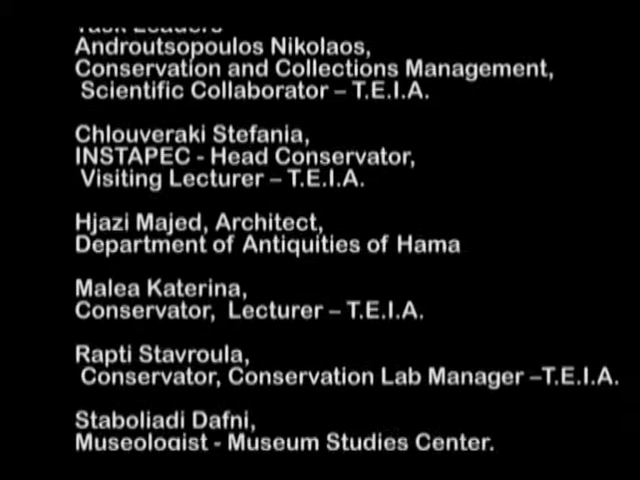 Task Leaders
Androutsopoulos Nikolaos,
Conservation and Collections Management,
Scientific Collaborator – T.E.I.A.
Chlouveraki Stefania,
INSTAPEC - Head Conservator,
Visiting Lecturer – T.E.I.A.
Hjazi Majed, Architect,
Department of Antiquities of Hama
Malea Katerina,
Conservator, Lecturer – T.E.I.A.
Rapti Stavroula,
Conservator, Conservation Lab Manager –T.E.I.A.
Staboliadi Dafni,
Museologist - Museum Studies Center.